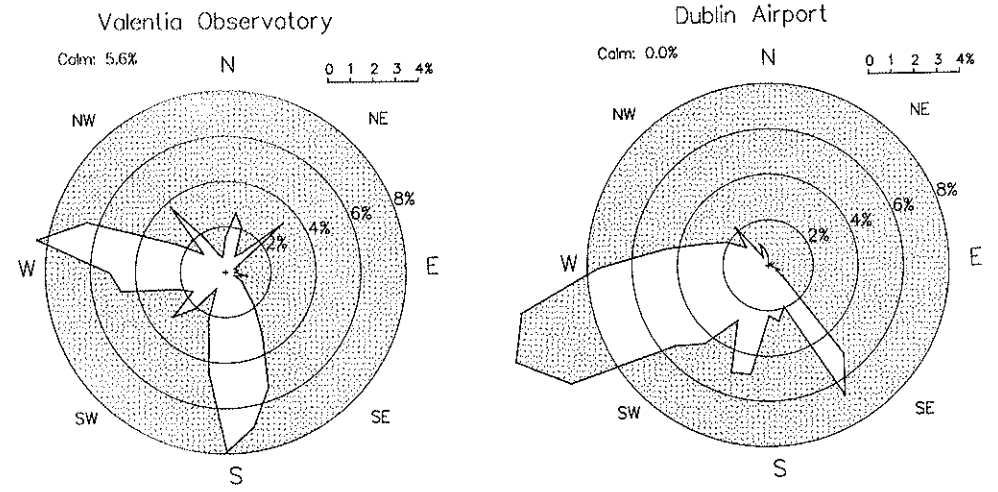 Valentia Observatory
Calm: 5.6%
N
0 1 2 3 4%
NW
NE
8%
6%
4%
2%
W
E
SW
SE
S
Dublin Airport
Calm: 0.0%
N
0 1 2 3 4%
NW
NE
8%
6%
4%
2%
W
E
SW
SE
S